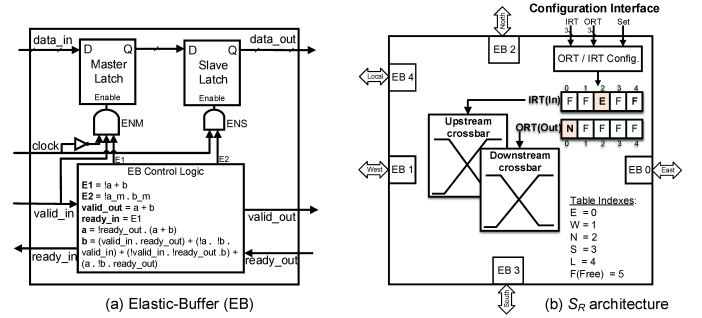 data_in
D
Q
Master
Latch
Enable
D
Q
Slave
Latch
Enable
data_out
ENM
ENS
clock
E1
E2
EB Control Logic
E1 = !a + b
E2 = !a_m . b_m
valid_out = a + b
ready_in = E1
a = !ready_out . (a + b)
b = (valid_in . ready_out) + (!a . !b .
valid_in) + (!valid_in . !ready_out .b) +
(a . !b . ready_out)
valid_in
valid_out
ready_in
ready_out
(a) Elastic-Buffer (EB)
Configuration Interface
IRT ORT Set
3 3
ORT / IRT Config.
North
EB 2
Local
EB 4
0 1 2 3 4
IRT(In) F F E F F
ORT(Out) N F F F F
0 1 2 3 4
Upstream
crossbar
Downstream
crossbar
West
EB 1
EB 0
East
Table Indexes:
E = 0
W = 1
N = 2
S = 3
L = 4
F(Free) = 5
EB 3
South
(b) SR architecture